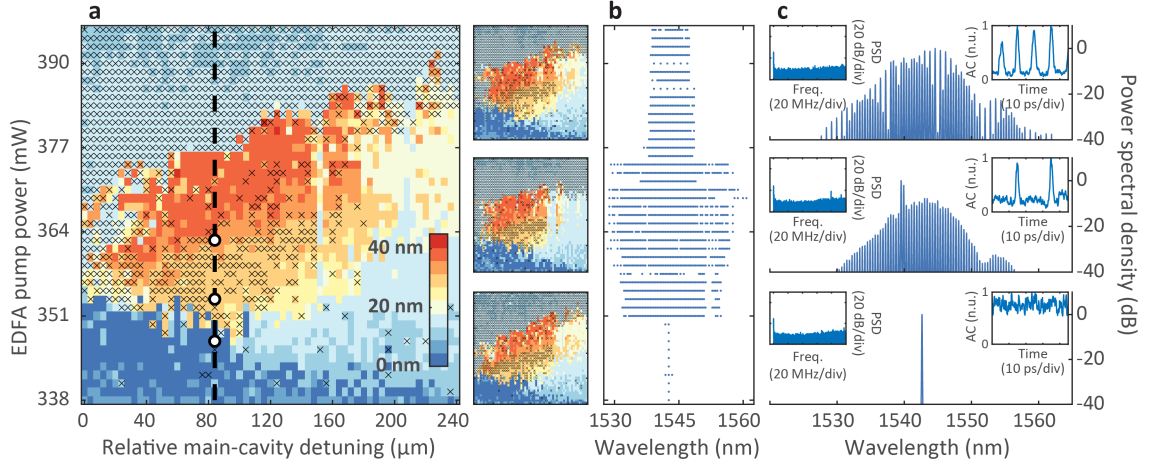 a
EDFA pump power (mW)
390
377
364
351
338
0
40
80
120
160
200
240
Relative main-cavity detuning (µm)
40 nm
20 nm
0 nm
b
1530
1545
1560
Wavelength (nm)
c
PSD
(20 dB/div)
Freq.
(20 MHz/div)
AC (n.u.)
1
0
Time
(10 ps/div)
0
-20
-40
PSD
(20 dB/div)
Freq.
(20 MHz/div)
AC (n.u.)
1
0
Time
(10 ps/div)
0
-20
-40
PSD
(20 dB/div)
Freq.
(20 MHz/div)
AC (n.u.)
1
0
Time
(10 ps/div)
0
-20
-40
Power spectral density (dB)
1530
1540
1550
1560
Wavelength (nm)